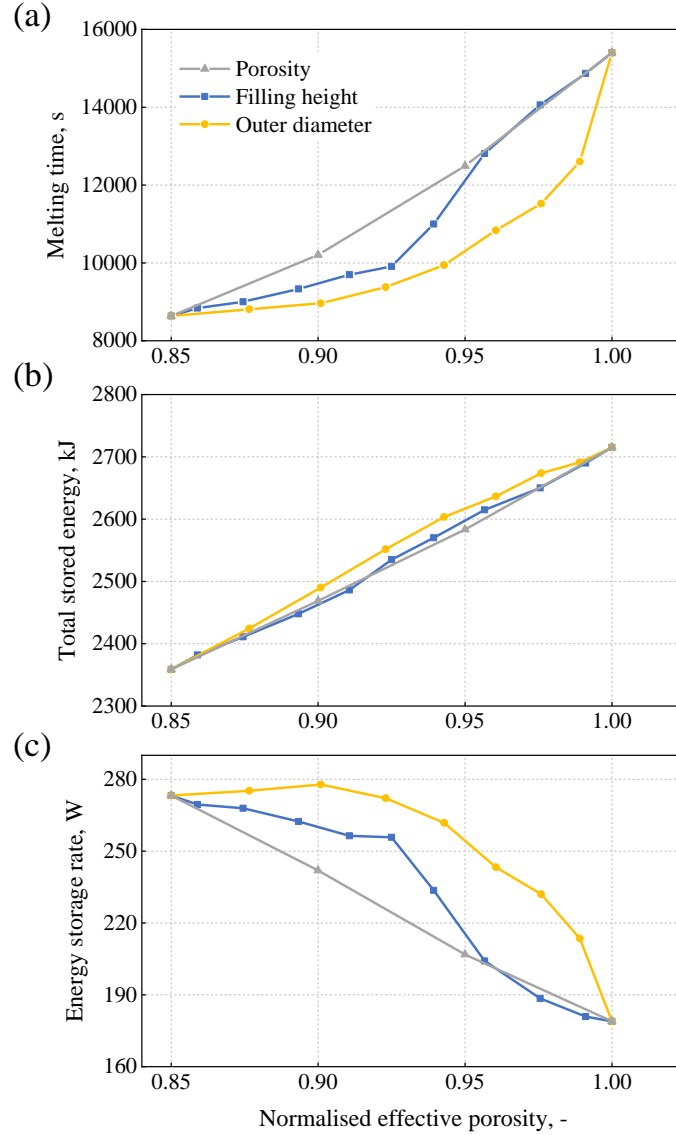 (a)
16000
14000
12000
10000
8000
Melting time, s
Porosity
Filling height
Outer diameter
0.85 0.90 0.95 1.00
(b)
2800
2700
2600
2500
2400
2300
Total stored energy, kJ
0.85 0.90 0.95 1.00
(c)
280
250
220
190
160
Energy storage rate, W
0.85 0.90 0.95 1.00
Normalised effective porosity, -